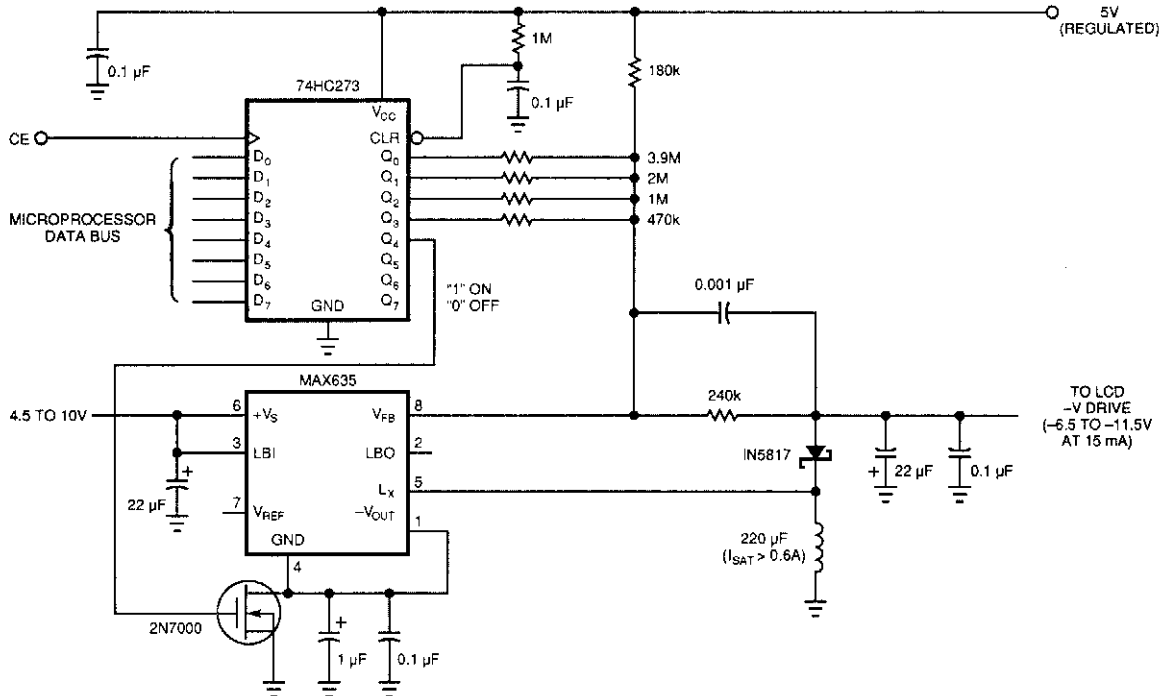 5V
(REGULATED)
1M
0.1 µF
180k
74HC273
0.1 µF
VCC
CE
CLR
D0
Q0
3.9M
D1
Q1
2M
D2
Q2
1M
D3
Q3
470k
MICROPROCESSOR
DATA BUS
D4
Q4
D5
Q5
D6
Q6
D7
Q7
GND
"1" ON
"0" OFF
0.001 µF
MAX635
4.5 TO 10V
6
+VS
VFB
8
240k
TO LCD
–V DRIVE
(–6.5 TO –11.5V
AT 15 mA)
3
LBI
LBO
2
IN5817
+
22 µF
LX
5
+
22 µF
0.1 µF
7
VREF
–VOUT
1
GND
4
220 µF
(ISAT > 0.6A)
2N7000
+
1 µF
0.1 µF